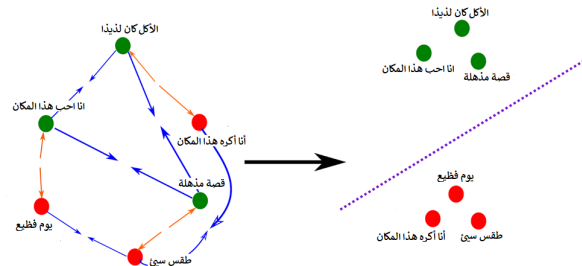 الأكل كان لذيذا
انا احب هذا المكان
أنا أكره هذا المكان
قصة مذهلة
يوم فظيع
طقس سيئ
الأكل كان لذيذا
انا احب هذا المكان
قصة مذهلة
يوم فظيع
أنا أكره هذا المكان
طقس سيئ